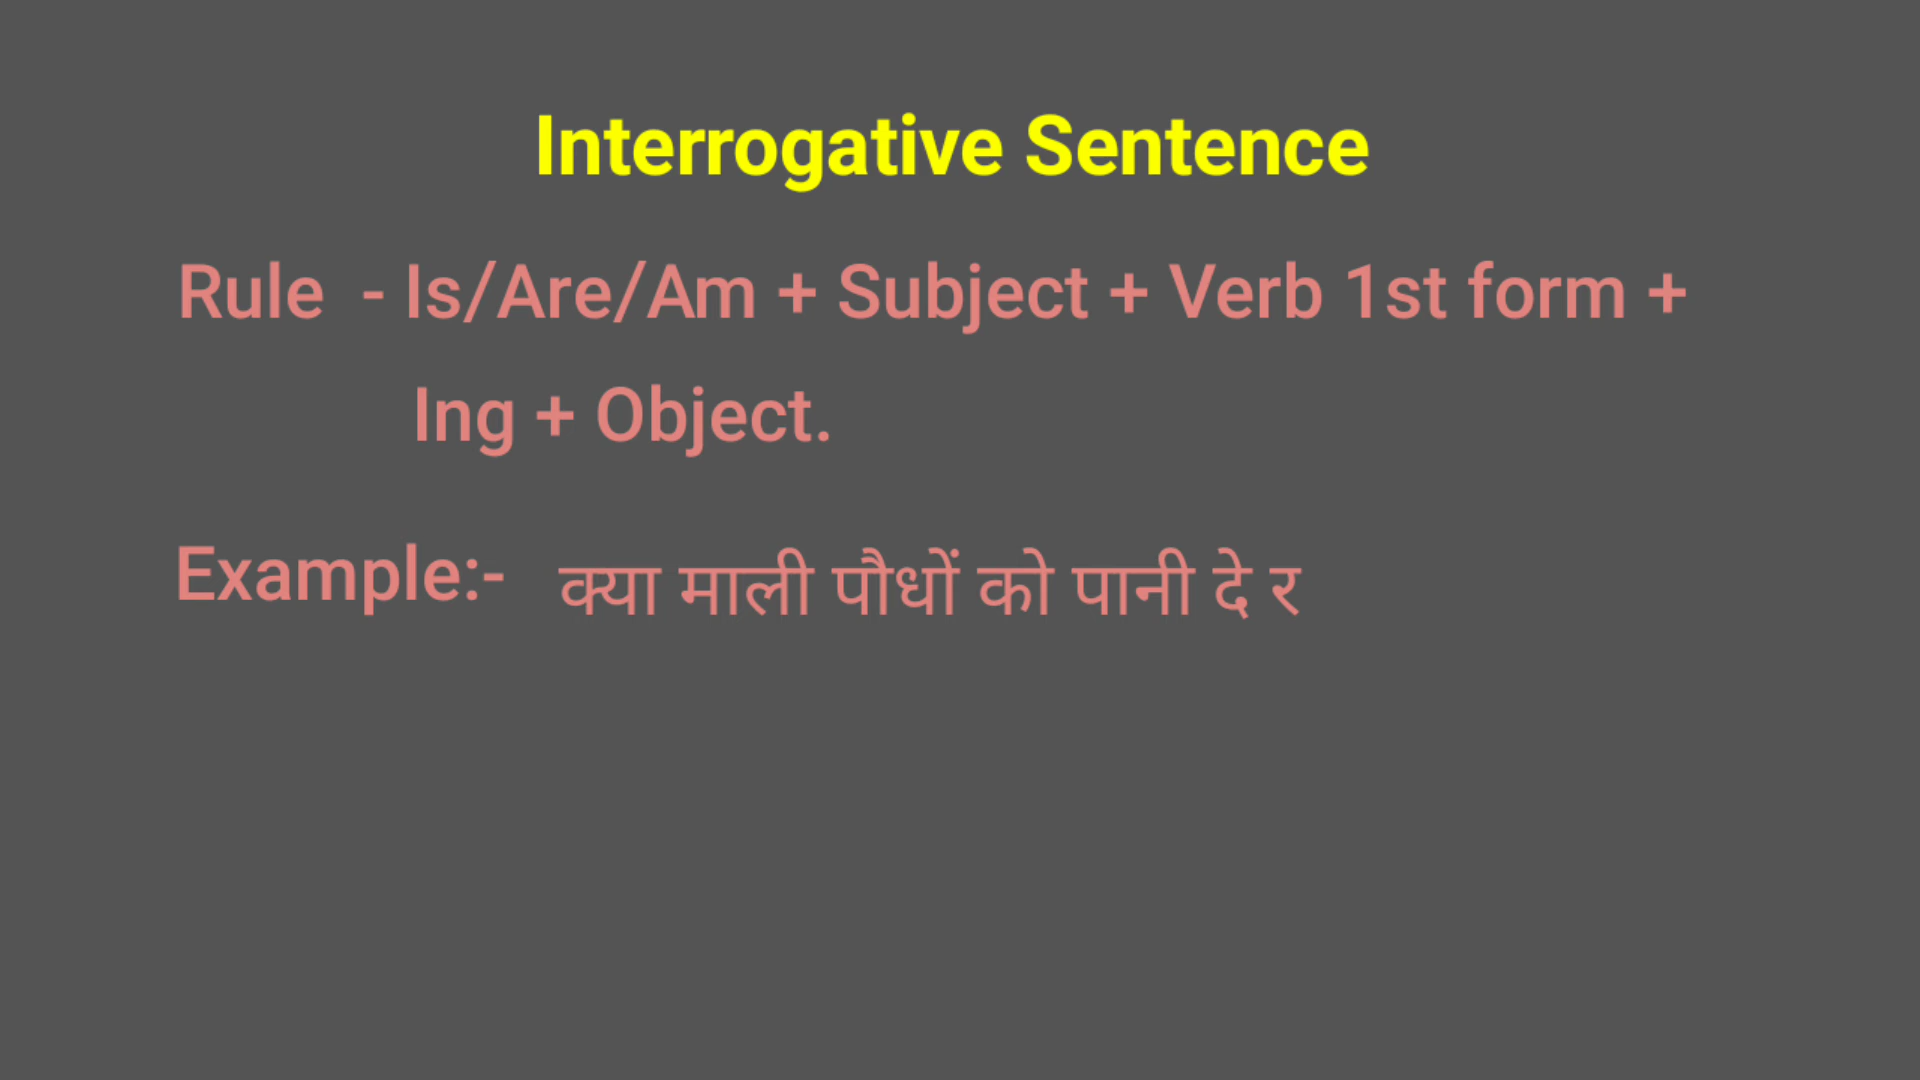 Interrogative Sentence
Rule - Is/Are/Am + Subject + Verb 1st form +
Ing + Object.
Example:- क्या माली पौधों को पानी दे र